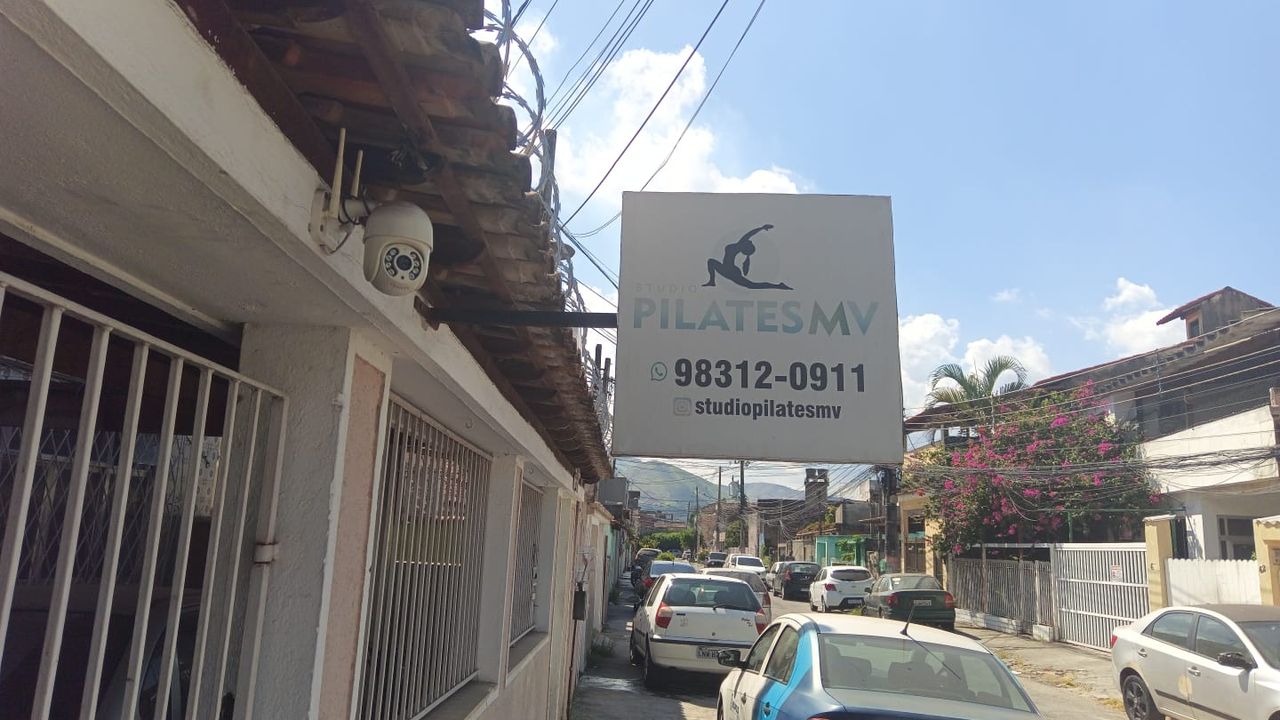 STUDIO
PILATESMV
98312-0911
studiopilatesmv